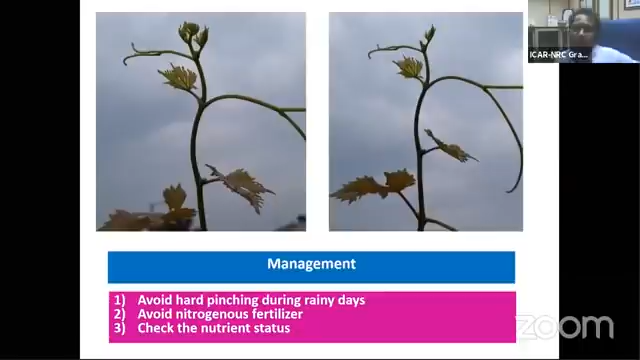 ICAR-NRC Gra...
Management
1) Avoid hard pinching during rainy days
2) Avoid nitrogenous fertilizer
3) Check the nutrient status
zoom